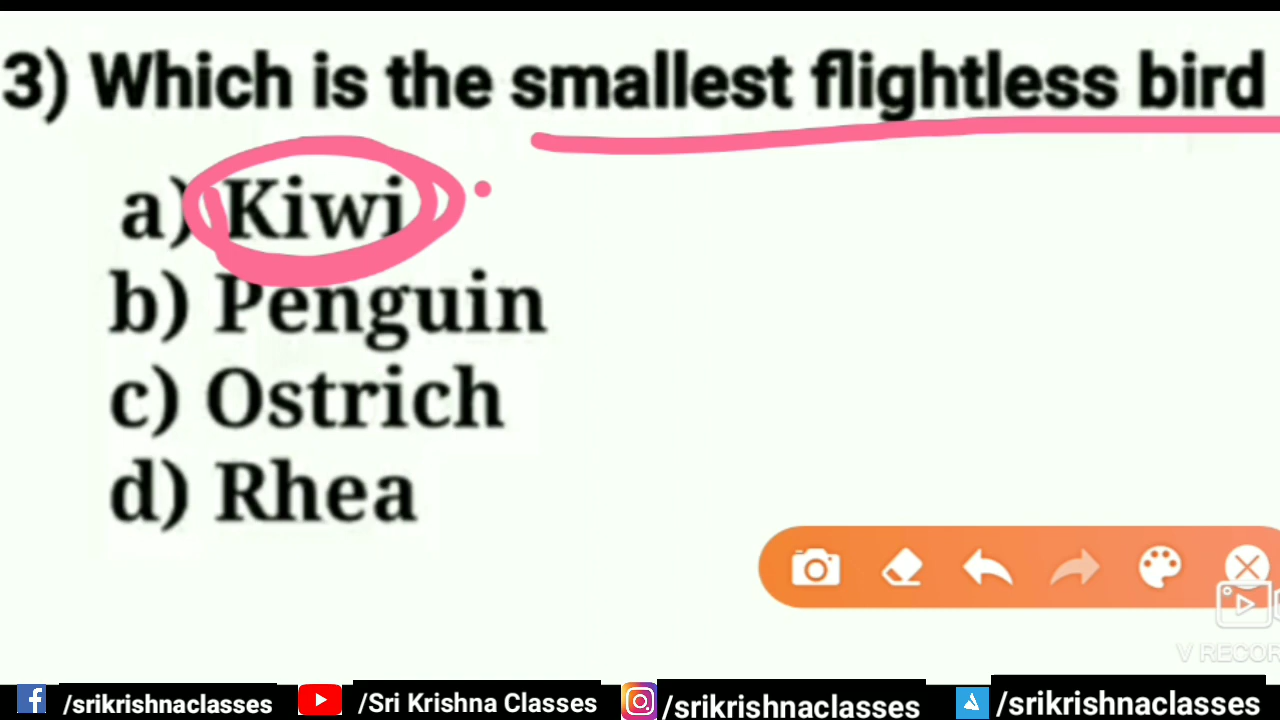 3) Which is the smallest flightless bird
a) Kiwi
b) Penguin
c) Ostrich
d) Rhea
/srikrishnaclasses /Sri Krishna Classes /srikrishnaclasses /srikrishnaclasses